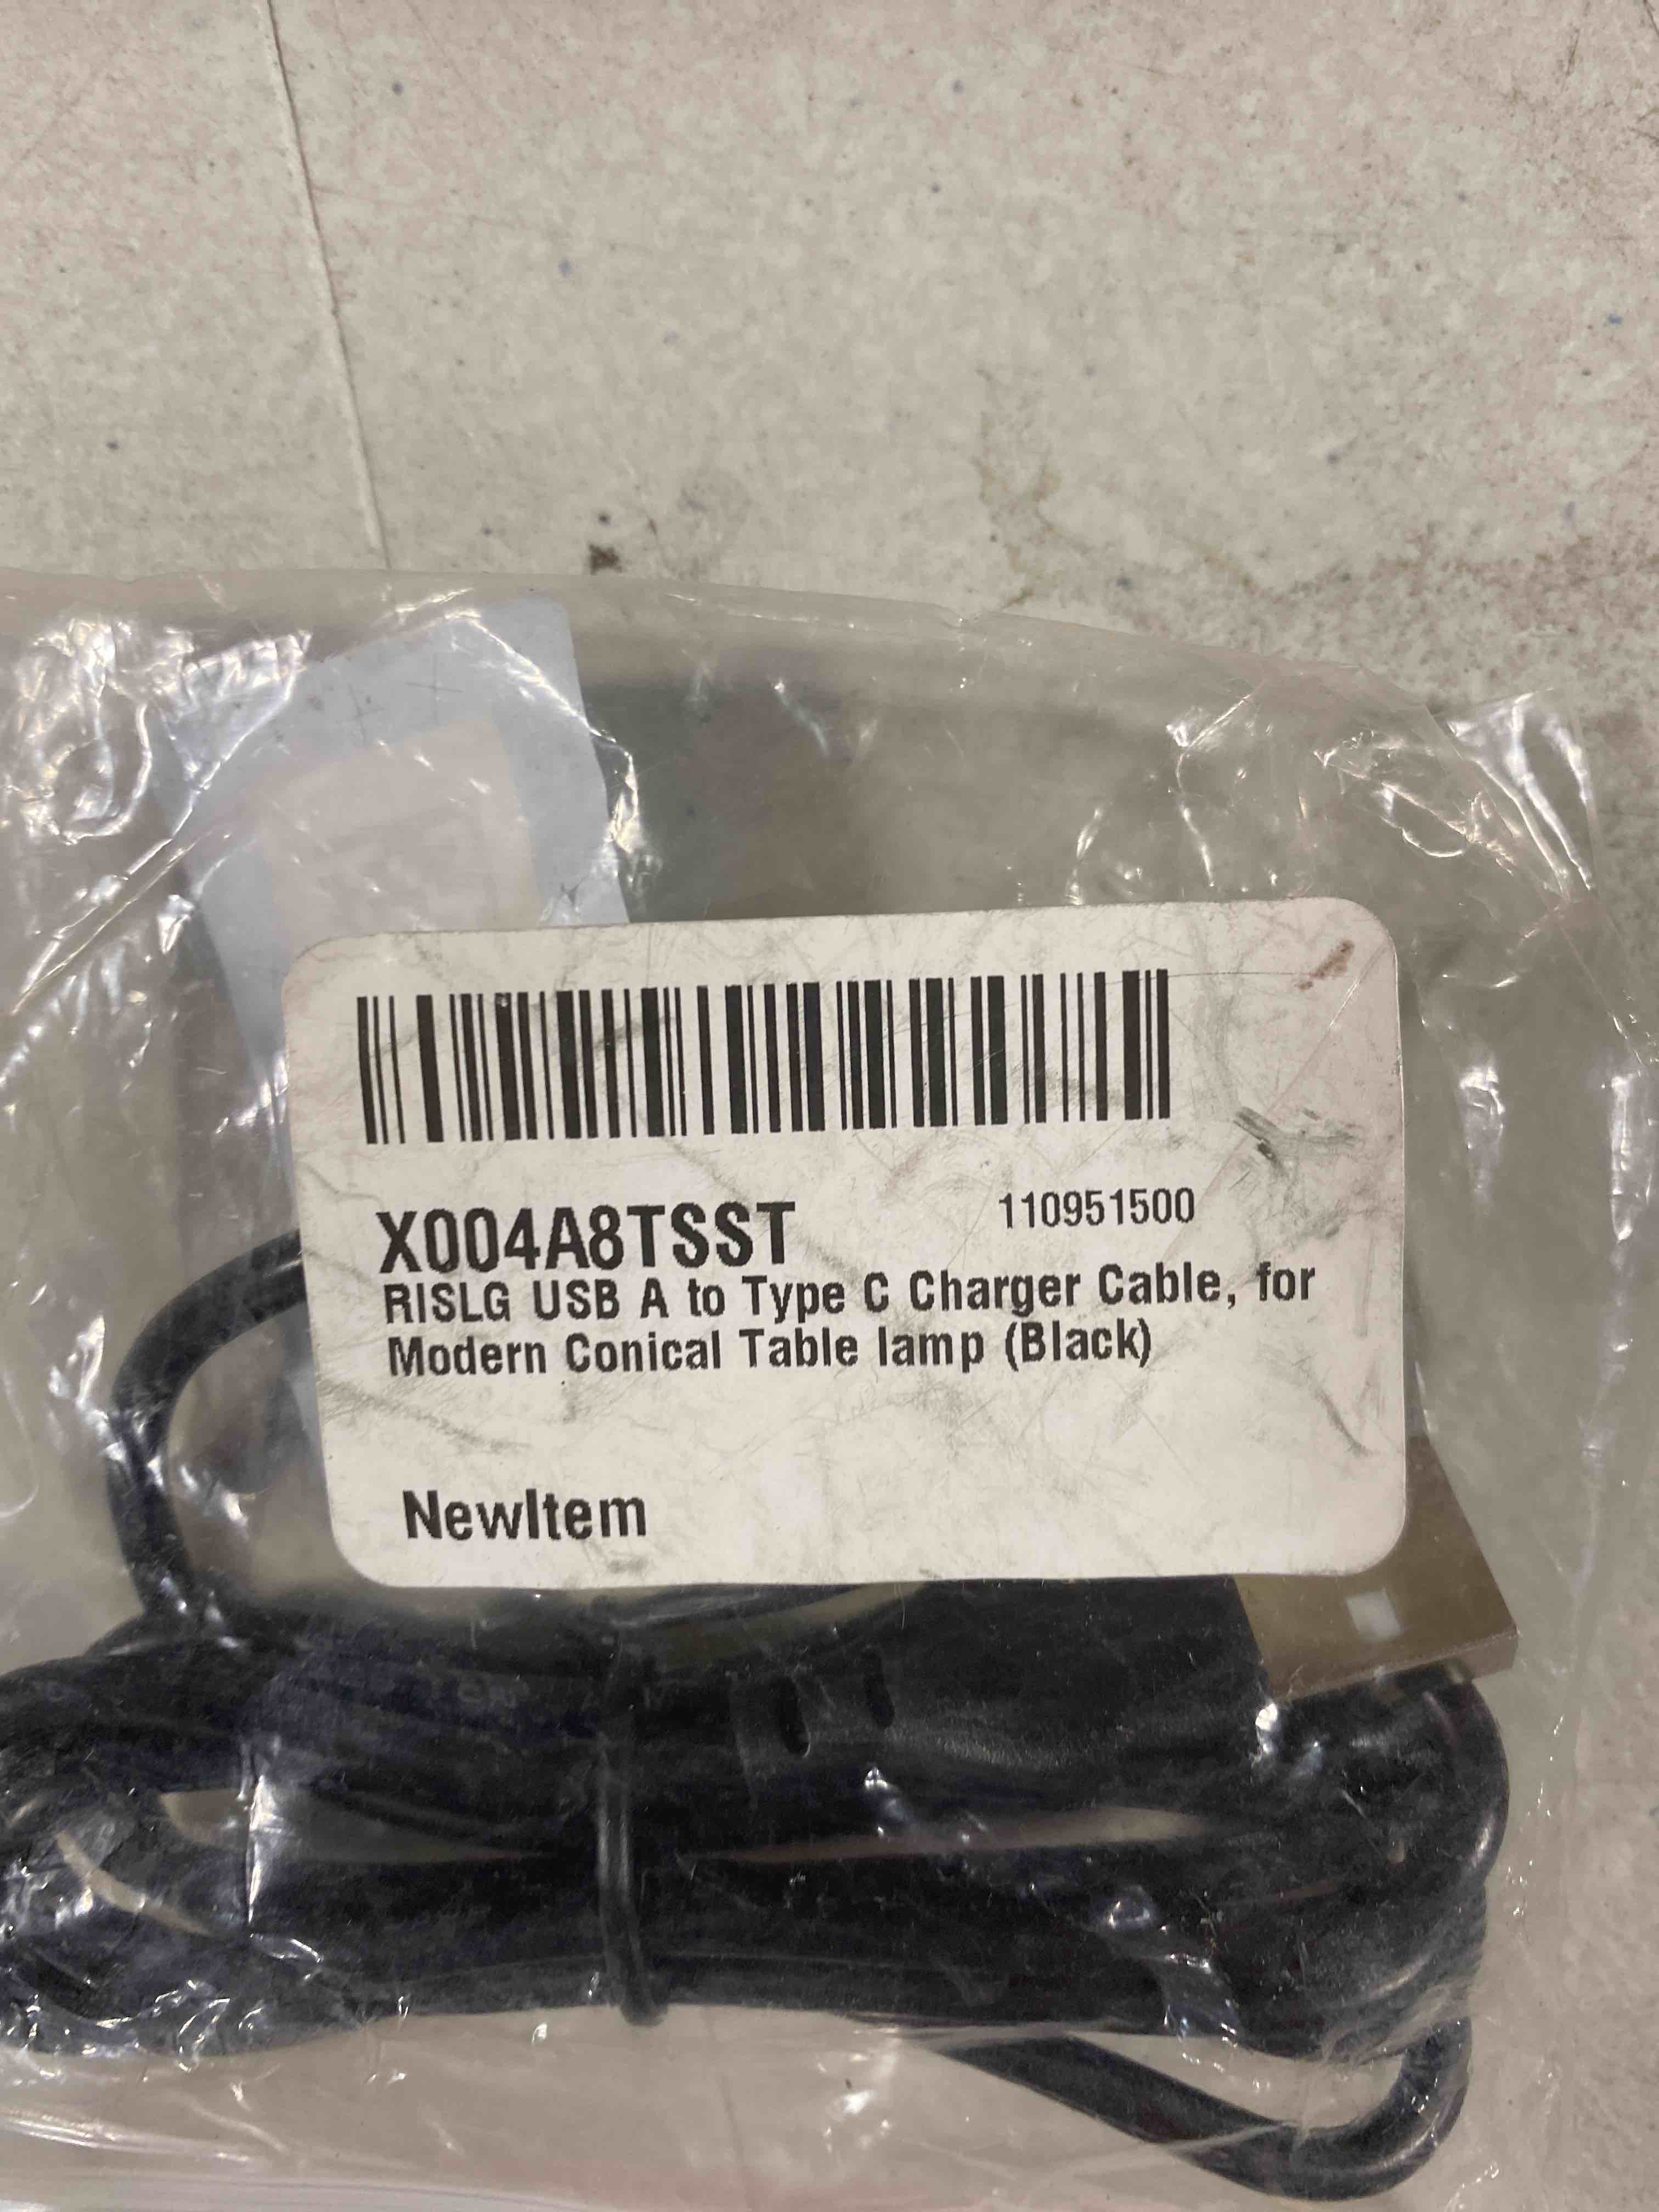 X004A8TSST 110951500
RISLG USB A to Type C Charger Cable, for
Modern Conical Table lamp (Black)
NewItem